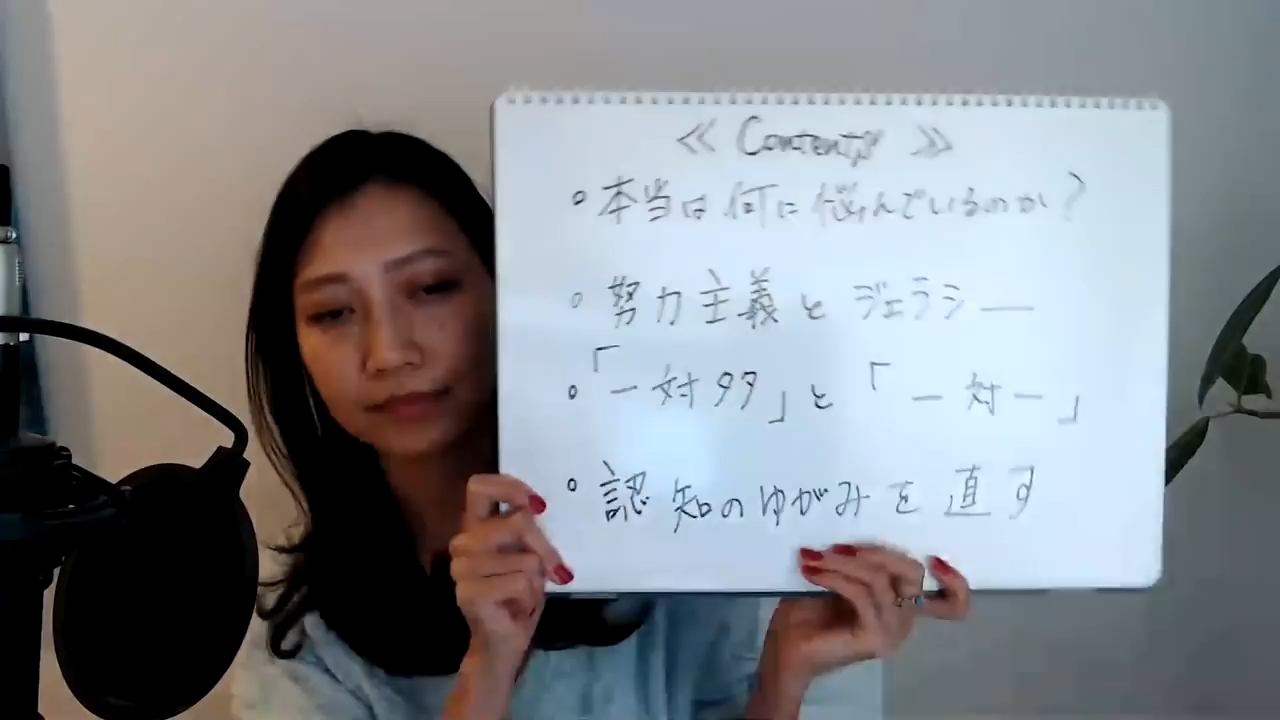 ≪ Contents ≫
◦ 本当は何に悩んでいるのか?
◦ 努力主義とジェラシー
◦ 「一対多」と「一対一」
◦ 認知のゆがみを直す